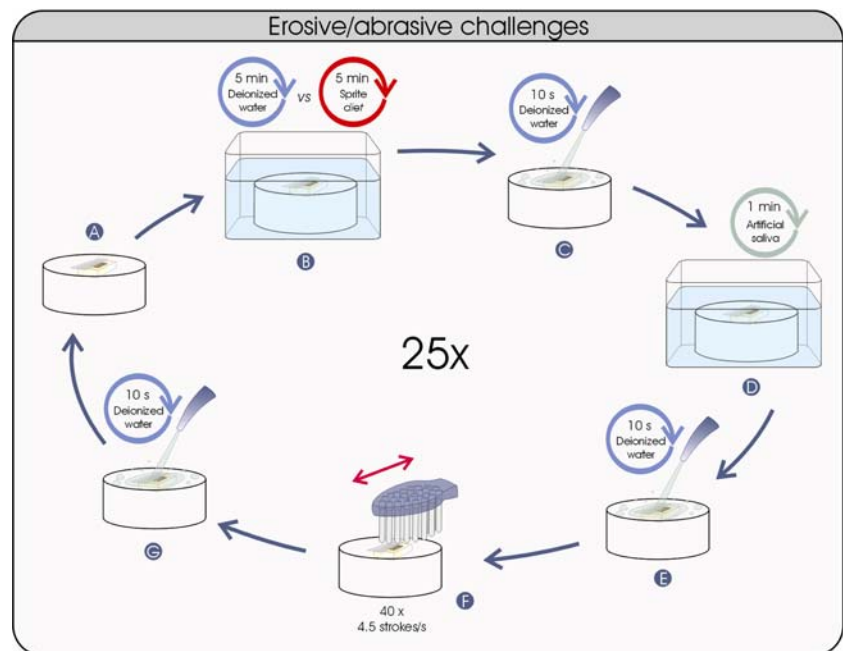 Erosive/abrasive challenges
5 min
Deionized
water
vs
5 min
Sprite
diet
10 s
Deionized
water
A
B
C
1 min
Artificial
saliva
D
25x
10 s
Deionized
water
10 s
Deionized
water
E
F
40 x
4.5 strokes/s
G